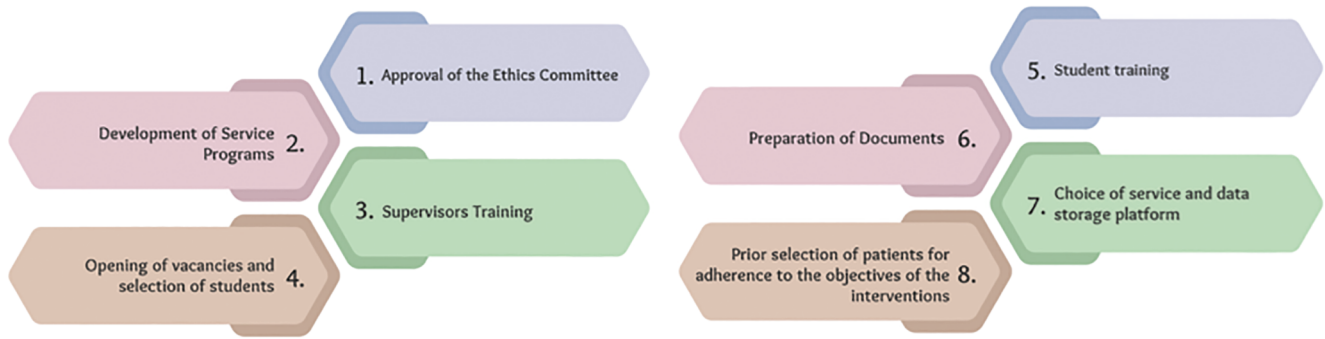 1. Approval of the Ethics Committee
Development of Service
Programs 2.
3. Supervisors Training
Opening of vacancies and
selection of students 4.
5. Student training
Preparation of Documents 6.
7. Choice of service and data
storage platform
Prior selection of patients for
adherence to the objectives of the 8.
interventions